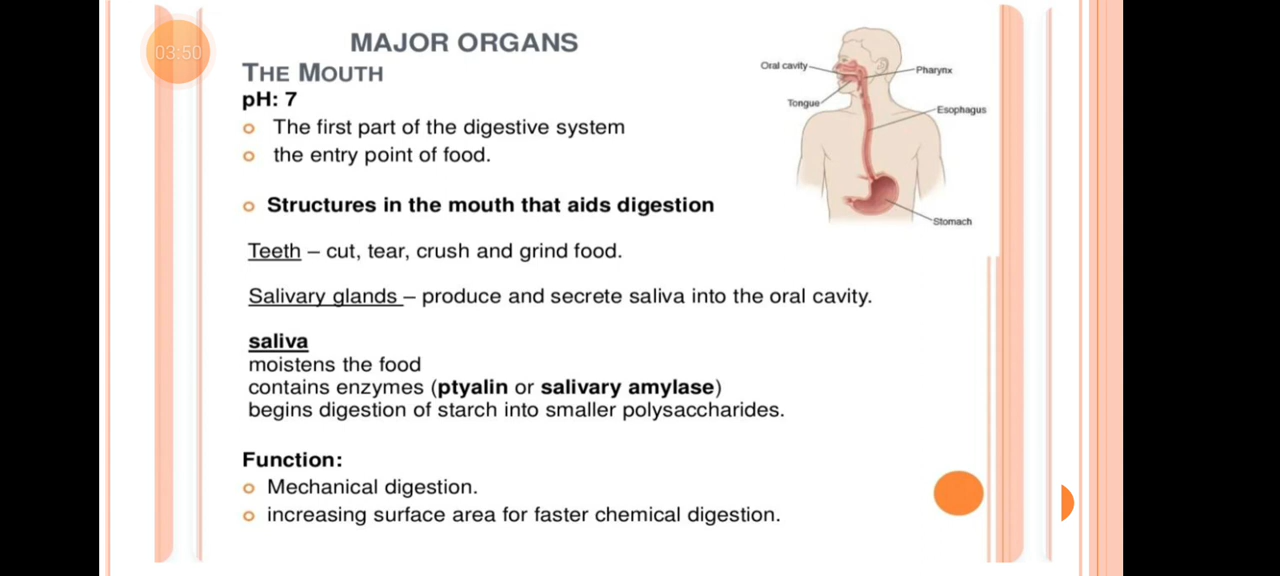 03:50
MAJOR ORGANS
THE MOUTH
pH: 7
The first part of the digestive system
the entry point of food.
Structures in the mouth that aids digestion
Teeth – cut, tear, crush and grind food.
Salivary glands – produce and secrete saliva into the oral cavity.
saliva
moistens the food
contains enzymes (ptyalin or salivary amylase)
begins digestion of starch into smaller polysaccharides.
Function:
Mechanical digestion.
increasing surface area for faster chemical digestion.
Oral cavity
Pharynx
Tongue
Esophagus
Stomach